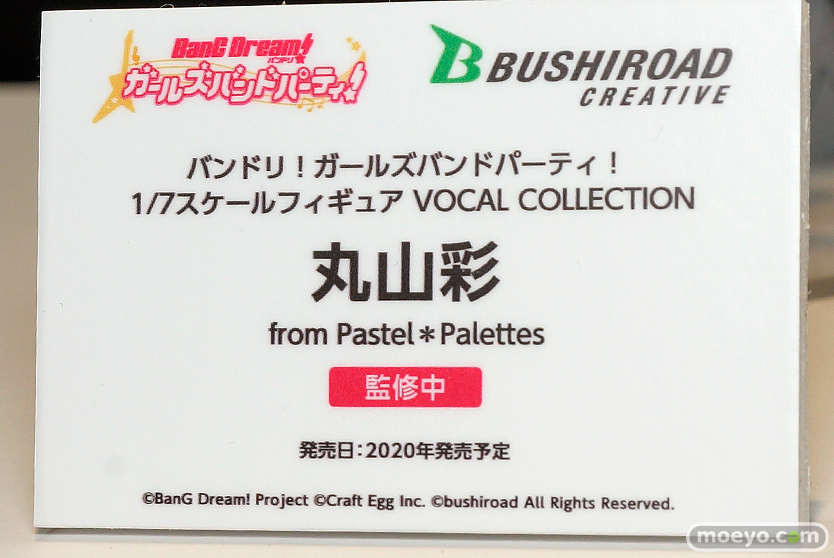 BanG Dream!
バンドリ!
ガールズバンドパーティ!
BUSHIROAD
CREATIVE
バンドリ！ガールズバンドパーティ！
1/7スケールフィギュア VOCAL COLLECTION
丸山彩
from Pastel＊Palettes
監修中
発売日：2020年発売予定
©BanG Dream! Project ©Craft Egg Inc. ©bushiroad All Rights Reserved.
moeyo.com